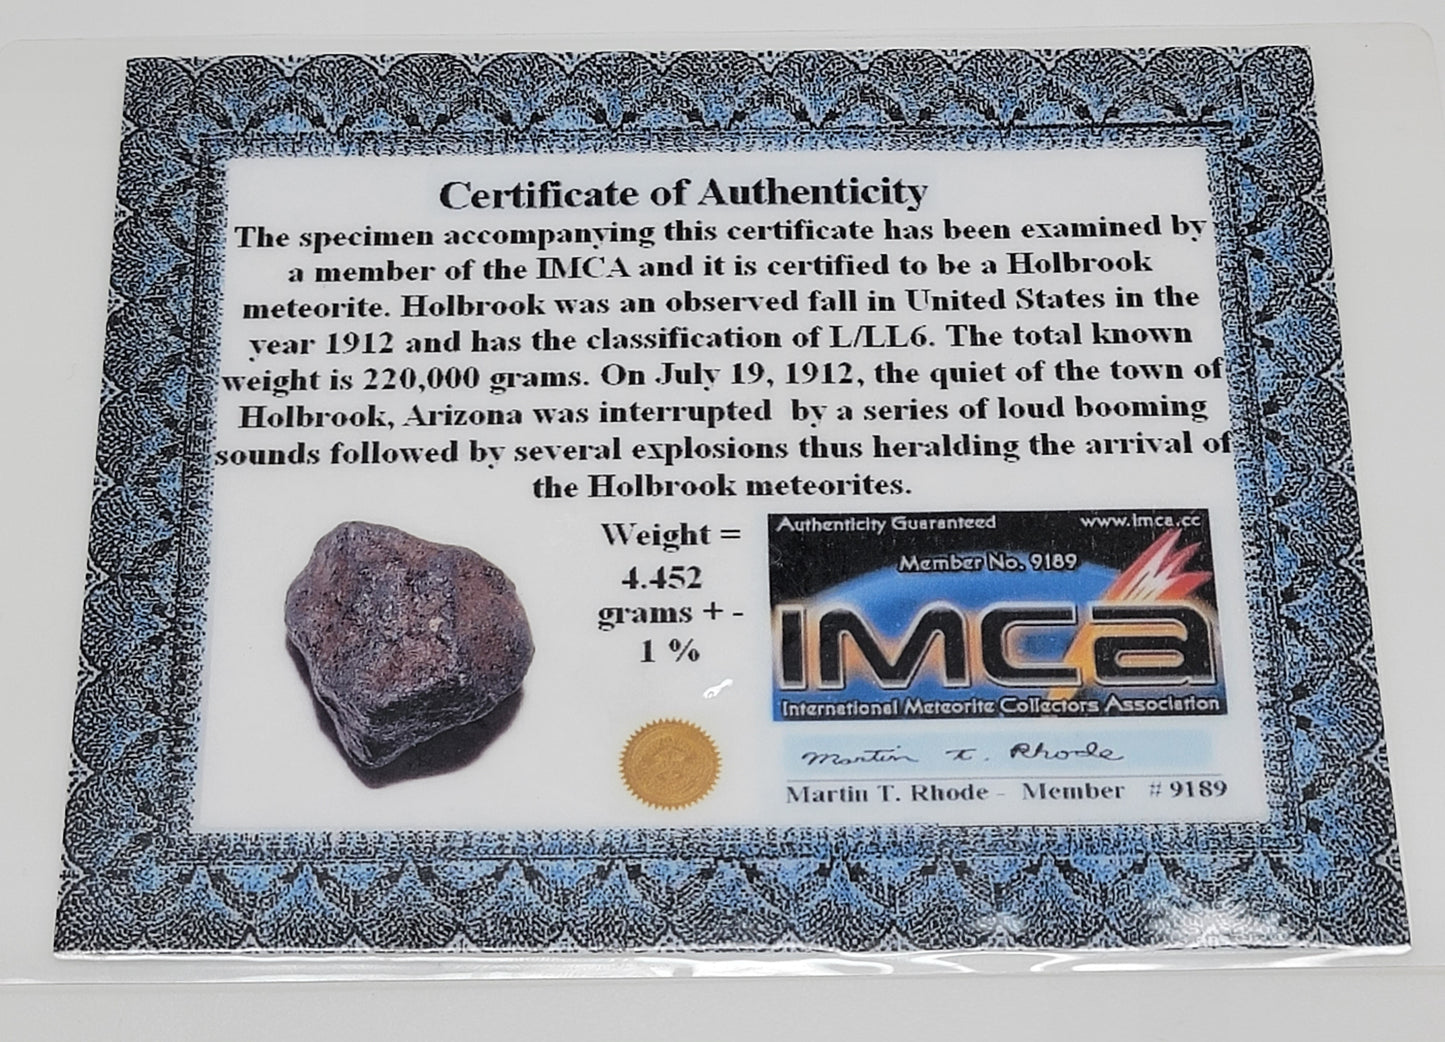 Certificate of Authenticity
The specimen accompanying this certificate has been examined by
a member of the IMCA and it is certified to be a Holbrook
meteorite. Holbrook was an observed fall in United States in the
year 1912 and has the classification of L/LL6. The total known
weight is 220,000 grams. On July 19, 1912, the quiet of the town of
Holbrook, Arizona was interrupted by a series of loud booming
sounds followed by several explosions thus heralding the arrival of
the Holbrook meteorites.
Weight =
4.452
grams + -
1 %
Authenticity Guaranteed www.imca.cc
Member No. 9189
IMCa
International Meteorite Collectors Association
Martin T. Rhode
Martin T. Rhode - Member # 9189